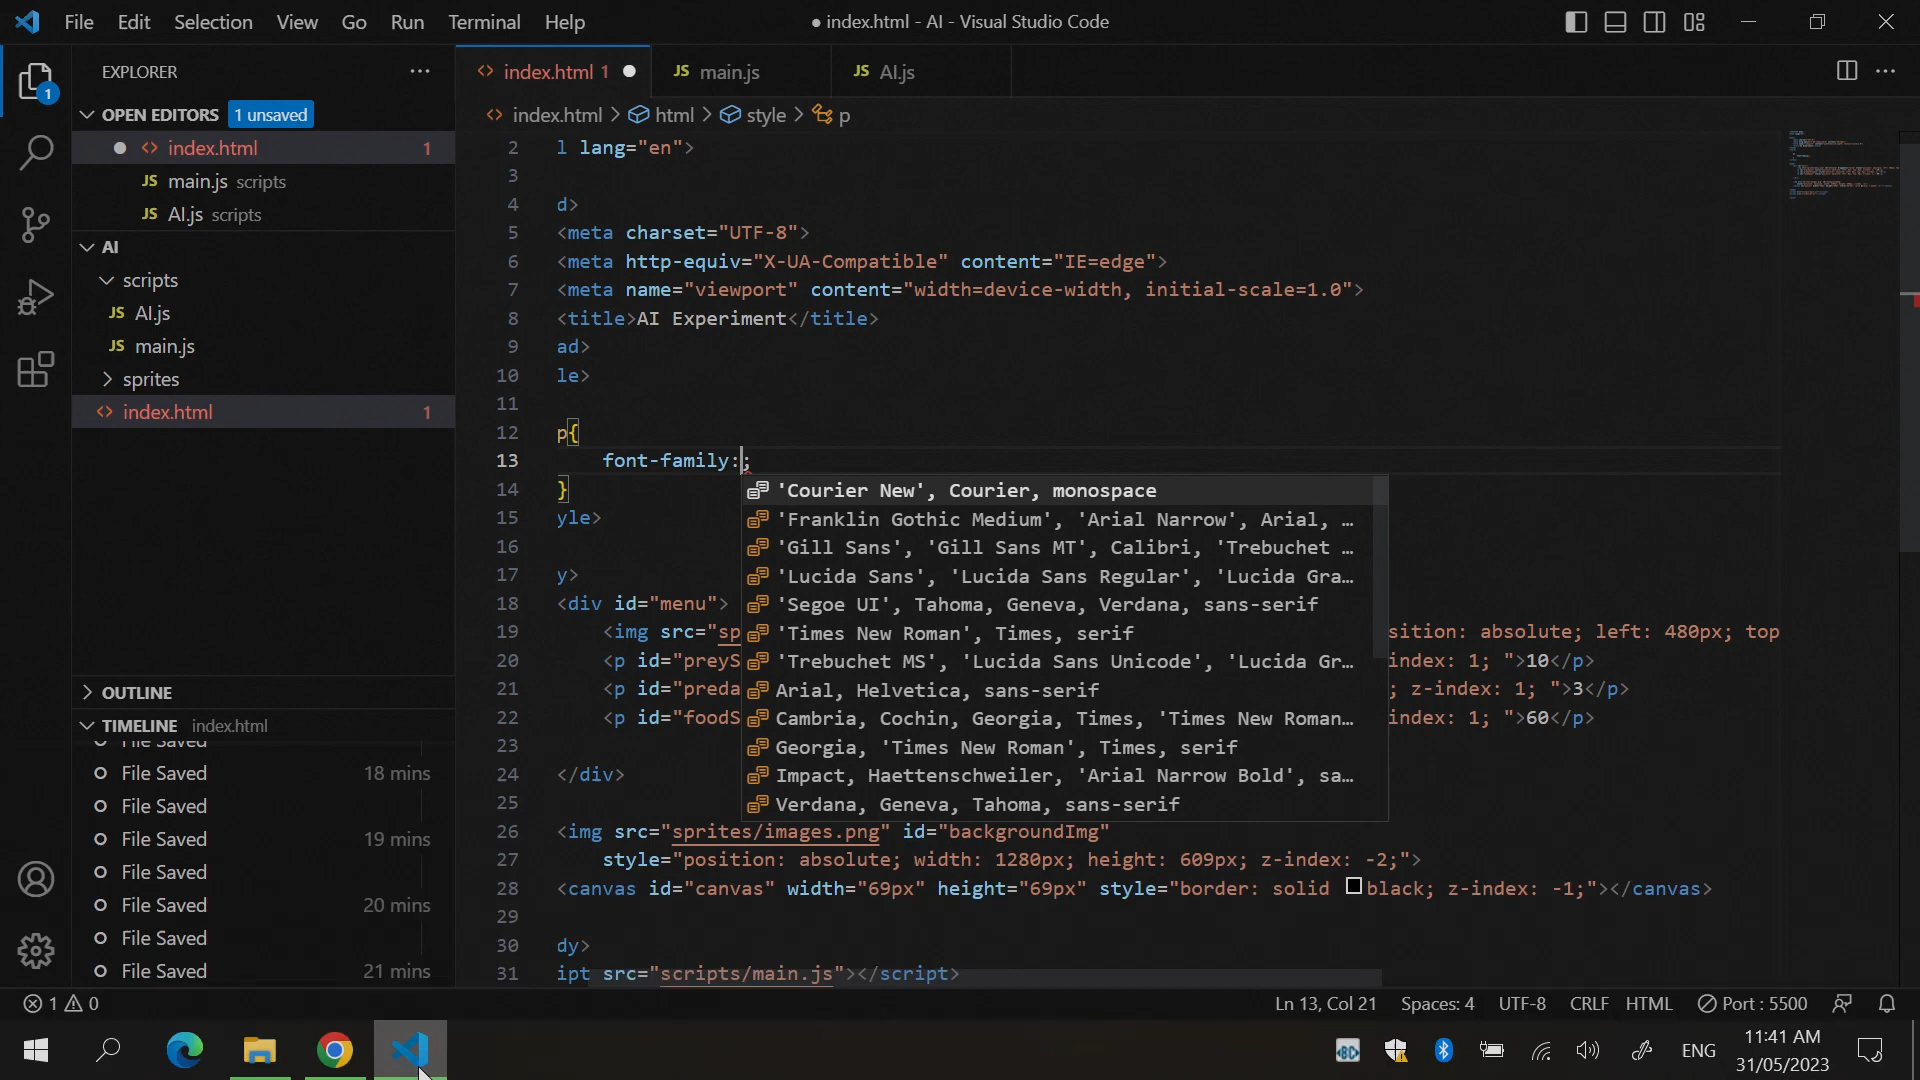 File Edit Selection View Go Run Terminal Help
● index.html - AI - Visual Studio Code
EXPLORER
1
OPEN EDITORS 1 unsaved
index.html 1
JS main.js scripts
JS AI.js scripts
AI
scripts
JS AI.js
JS main.js
sprites
index.html 1
OUTLINE
TIMELINE index.html
File Saved
File Saved 18 mins
File Saved
File Saved 19 mins
File Saved
File Saved 20 mins
File Saved
File Saved 21 mins
index.html 1
JS main.js
JS AI.js
index.html > html > style > p
2 l lang="en">
3
4 d>
5 <meta charset="UTF-8">
6 <meta http-equiv="X-UA-Compatible" content="IE=edge">
7 <meta name="viewport" content="width=device-width, initial-scale=1.0">
8 <title>AI Experiment</title>
9 ad>
10 le>
11
12 p{
13 font-family:;
14 }
15 yle>
16
17 y>
18 <div id="menu">
19 <img src="sp sition: absolute; left: 480px; top
20 <p id="preyS index: 1; ">10</p>
21 <p id="preda ; z-index: 1; ">3</p>
22 <p id="foodS index: 1; ">60</p>
23
24 </div>
25
26 <img src="sprites/images.png" id="backgroundImg"
27 style="position: absolute; width: 1280px; height: 609px; z-index: -2;">
28 <canvas id="canvas" width="69px" height="69px" style="border: solid black; z-index: -1;"></canvas>
29
30 dy>
31 ipt src="scripts/main.js"></script>
'Courier New', Courier, monospace
'Franklin Gothic Medium', 'Arial Narrow', Arial, …
'Gill Sans', 'Gill Sans MT', Calibri, 'Trebuchet …
'Lucida Sans', 'Lucida Sans Regular', 'Lucida Gra…
'Segoe UI', Tahoma, Geneva, Verdana, sans-serif
'Times New Roman', Times, serif
'Trebuchet MS', 'Lucida Sans Unicode', 'Lucida Gr…
Arial, Helvetica, sans-serif
Cambria, Cochin, Georgia, Times, 'Times New Roman…
Georgia, 'Times New Roman', Times, serif
Impact, Haettenschweiler, 'Arial Narrow Bold', sa…
Verdana, Geneva, Tahoma, sans-serif
1 0
Ln 13, Col 21 Spaces: 4 UTF-8 CRLF HTML Port : 5500
ENG
11:41 AM
31/05/2023